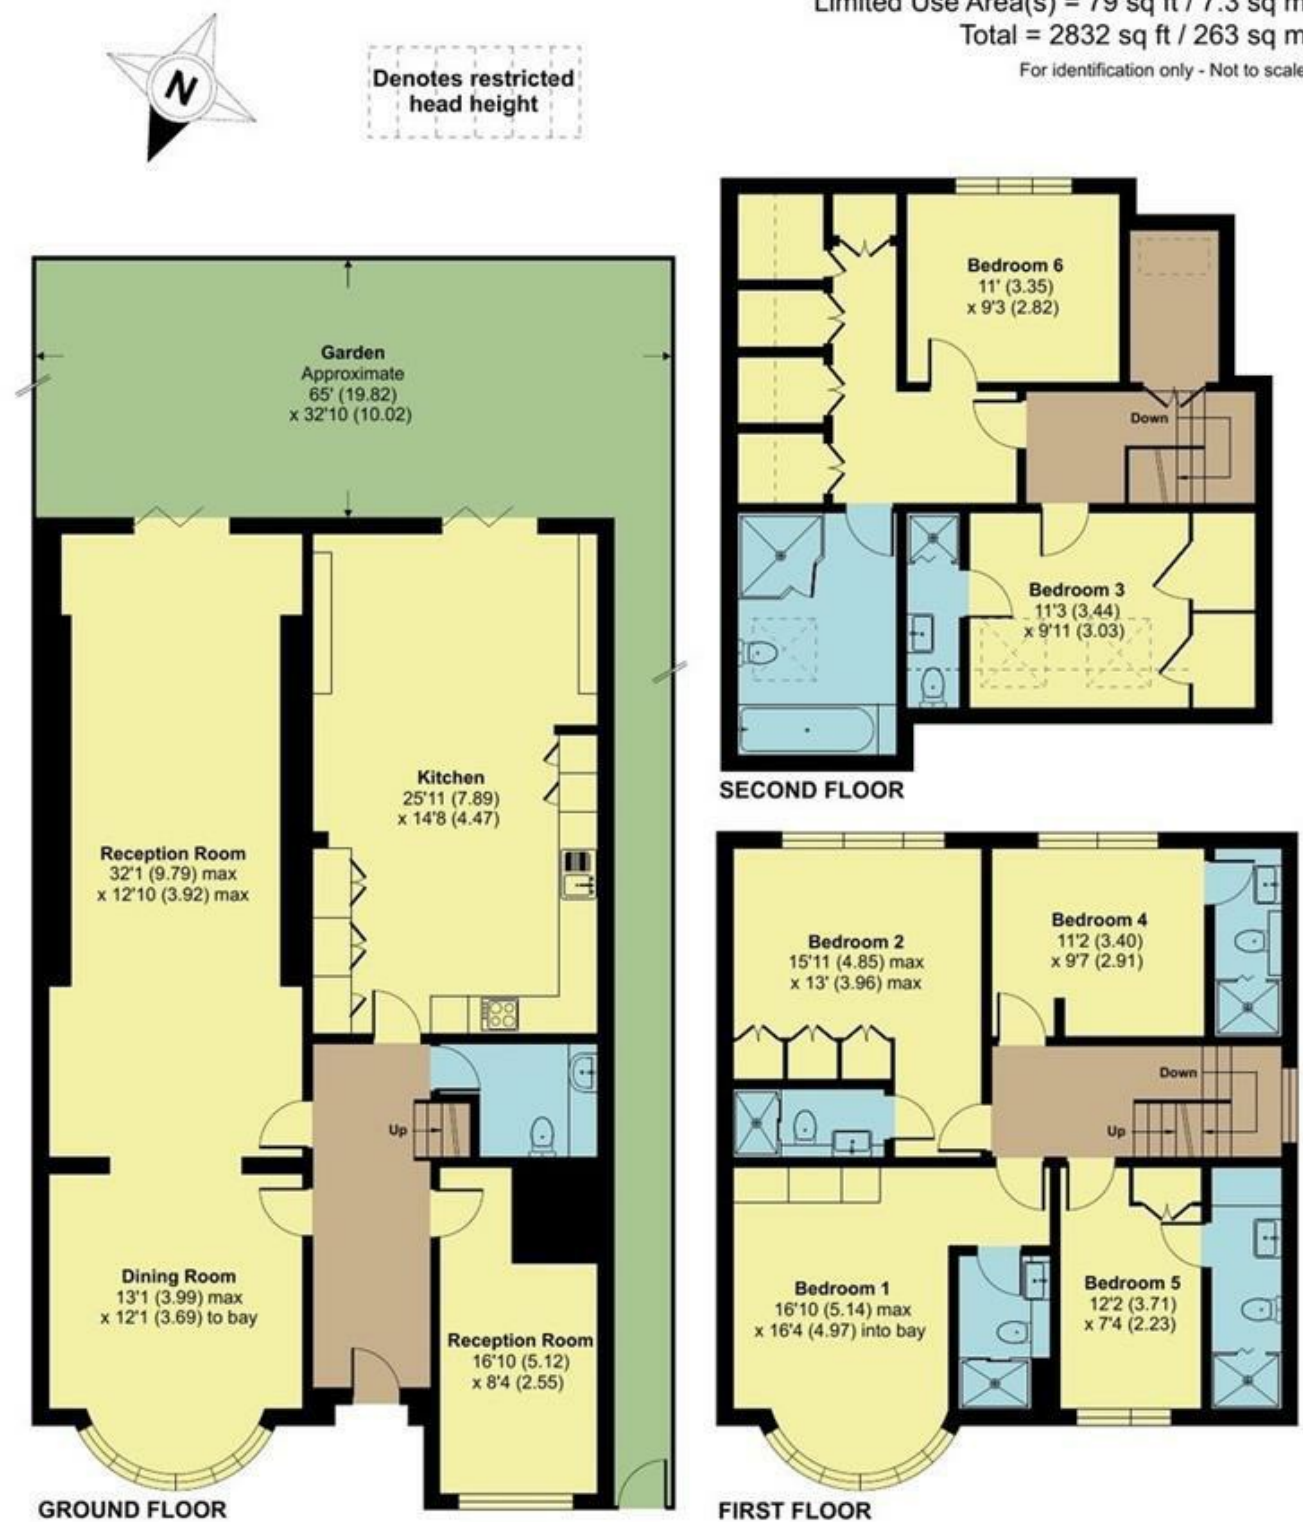 Limited Use Area(s) = 79 sq ft / 7.3 sq m
Total = 2832 sq ft / 263 sq m
For identification only - Not to scale
N
Denotes restricted
head height
Garden
Approximate
65' (19.82)
x 32'10 (10.02)
Kitchen
25'11 (7.89)
x 14'8 (4.47)
Reception Room
32'1 (9.79) max
x 12'10 (3.92) max
Up
Dining Room
13'1 (3.99) max
x 12'1 (3.69) to bay
Reception Room
16'10 (5.12)
x 8'4 (2.55)
GROUND FLOOR
Bedroom 6
11' (3.35)
x 9'3 (2.82)
Down
Bedroom 3
11'3 (3.44)
x 9'11 (3.03)
SECOND FLOOR
Bedroom 4
11'2 (3.40)
x 9'7 (2.91)
Bedroom 2
15'11 (4.85) max
x 13' (3.96) max
Down
Up
Bedroom 1
16'10 (5.14) max
x 16'4 (4.97) into bay
Bedroom 5
12'2 (3.71)
x 7'4 (2.23)
FIRST FLOOR